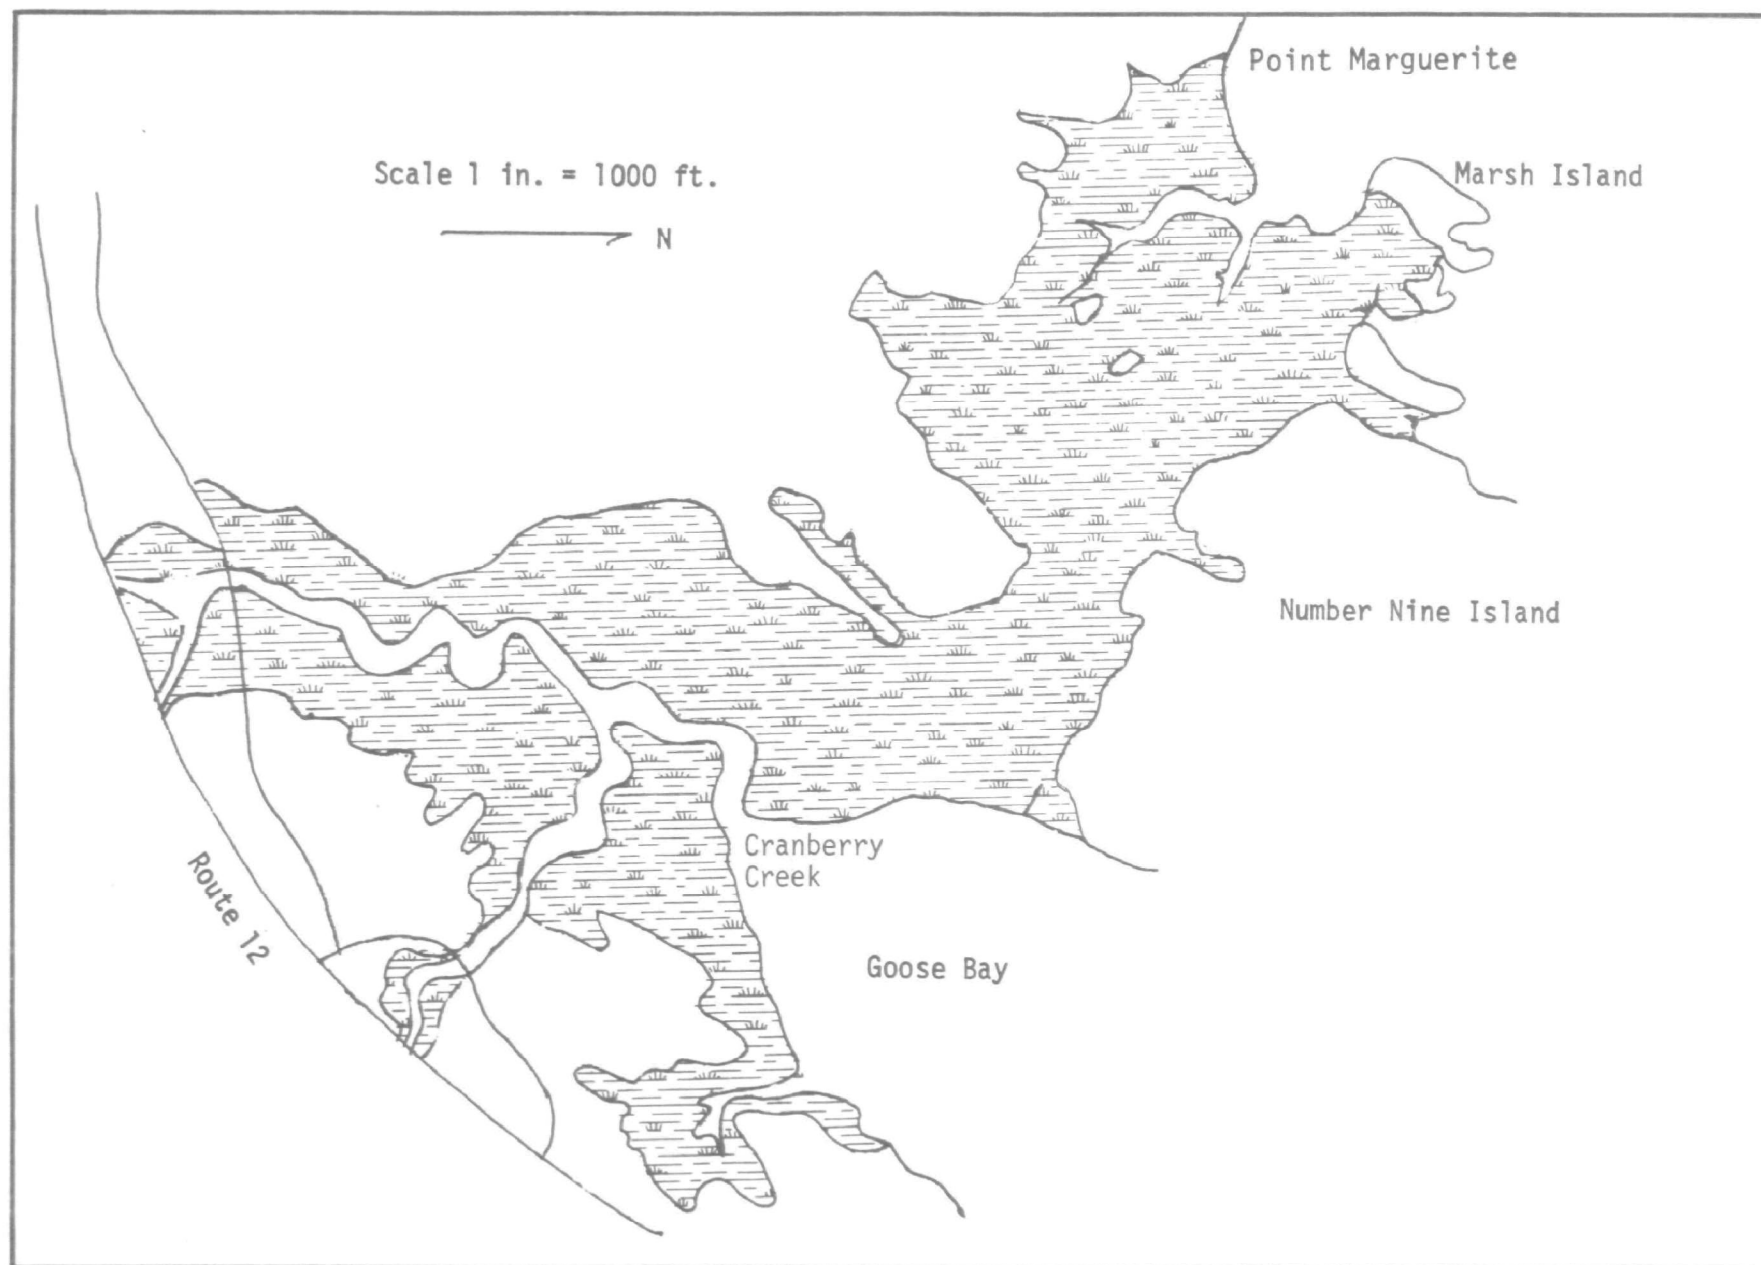 Point Marguerite
Scale 1 in. = 1000 ft.
Marsh Island
N
Number Nine Island
Cranberry
Creek
Route 12
Goose Bay